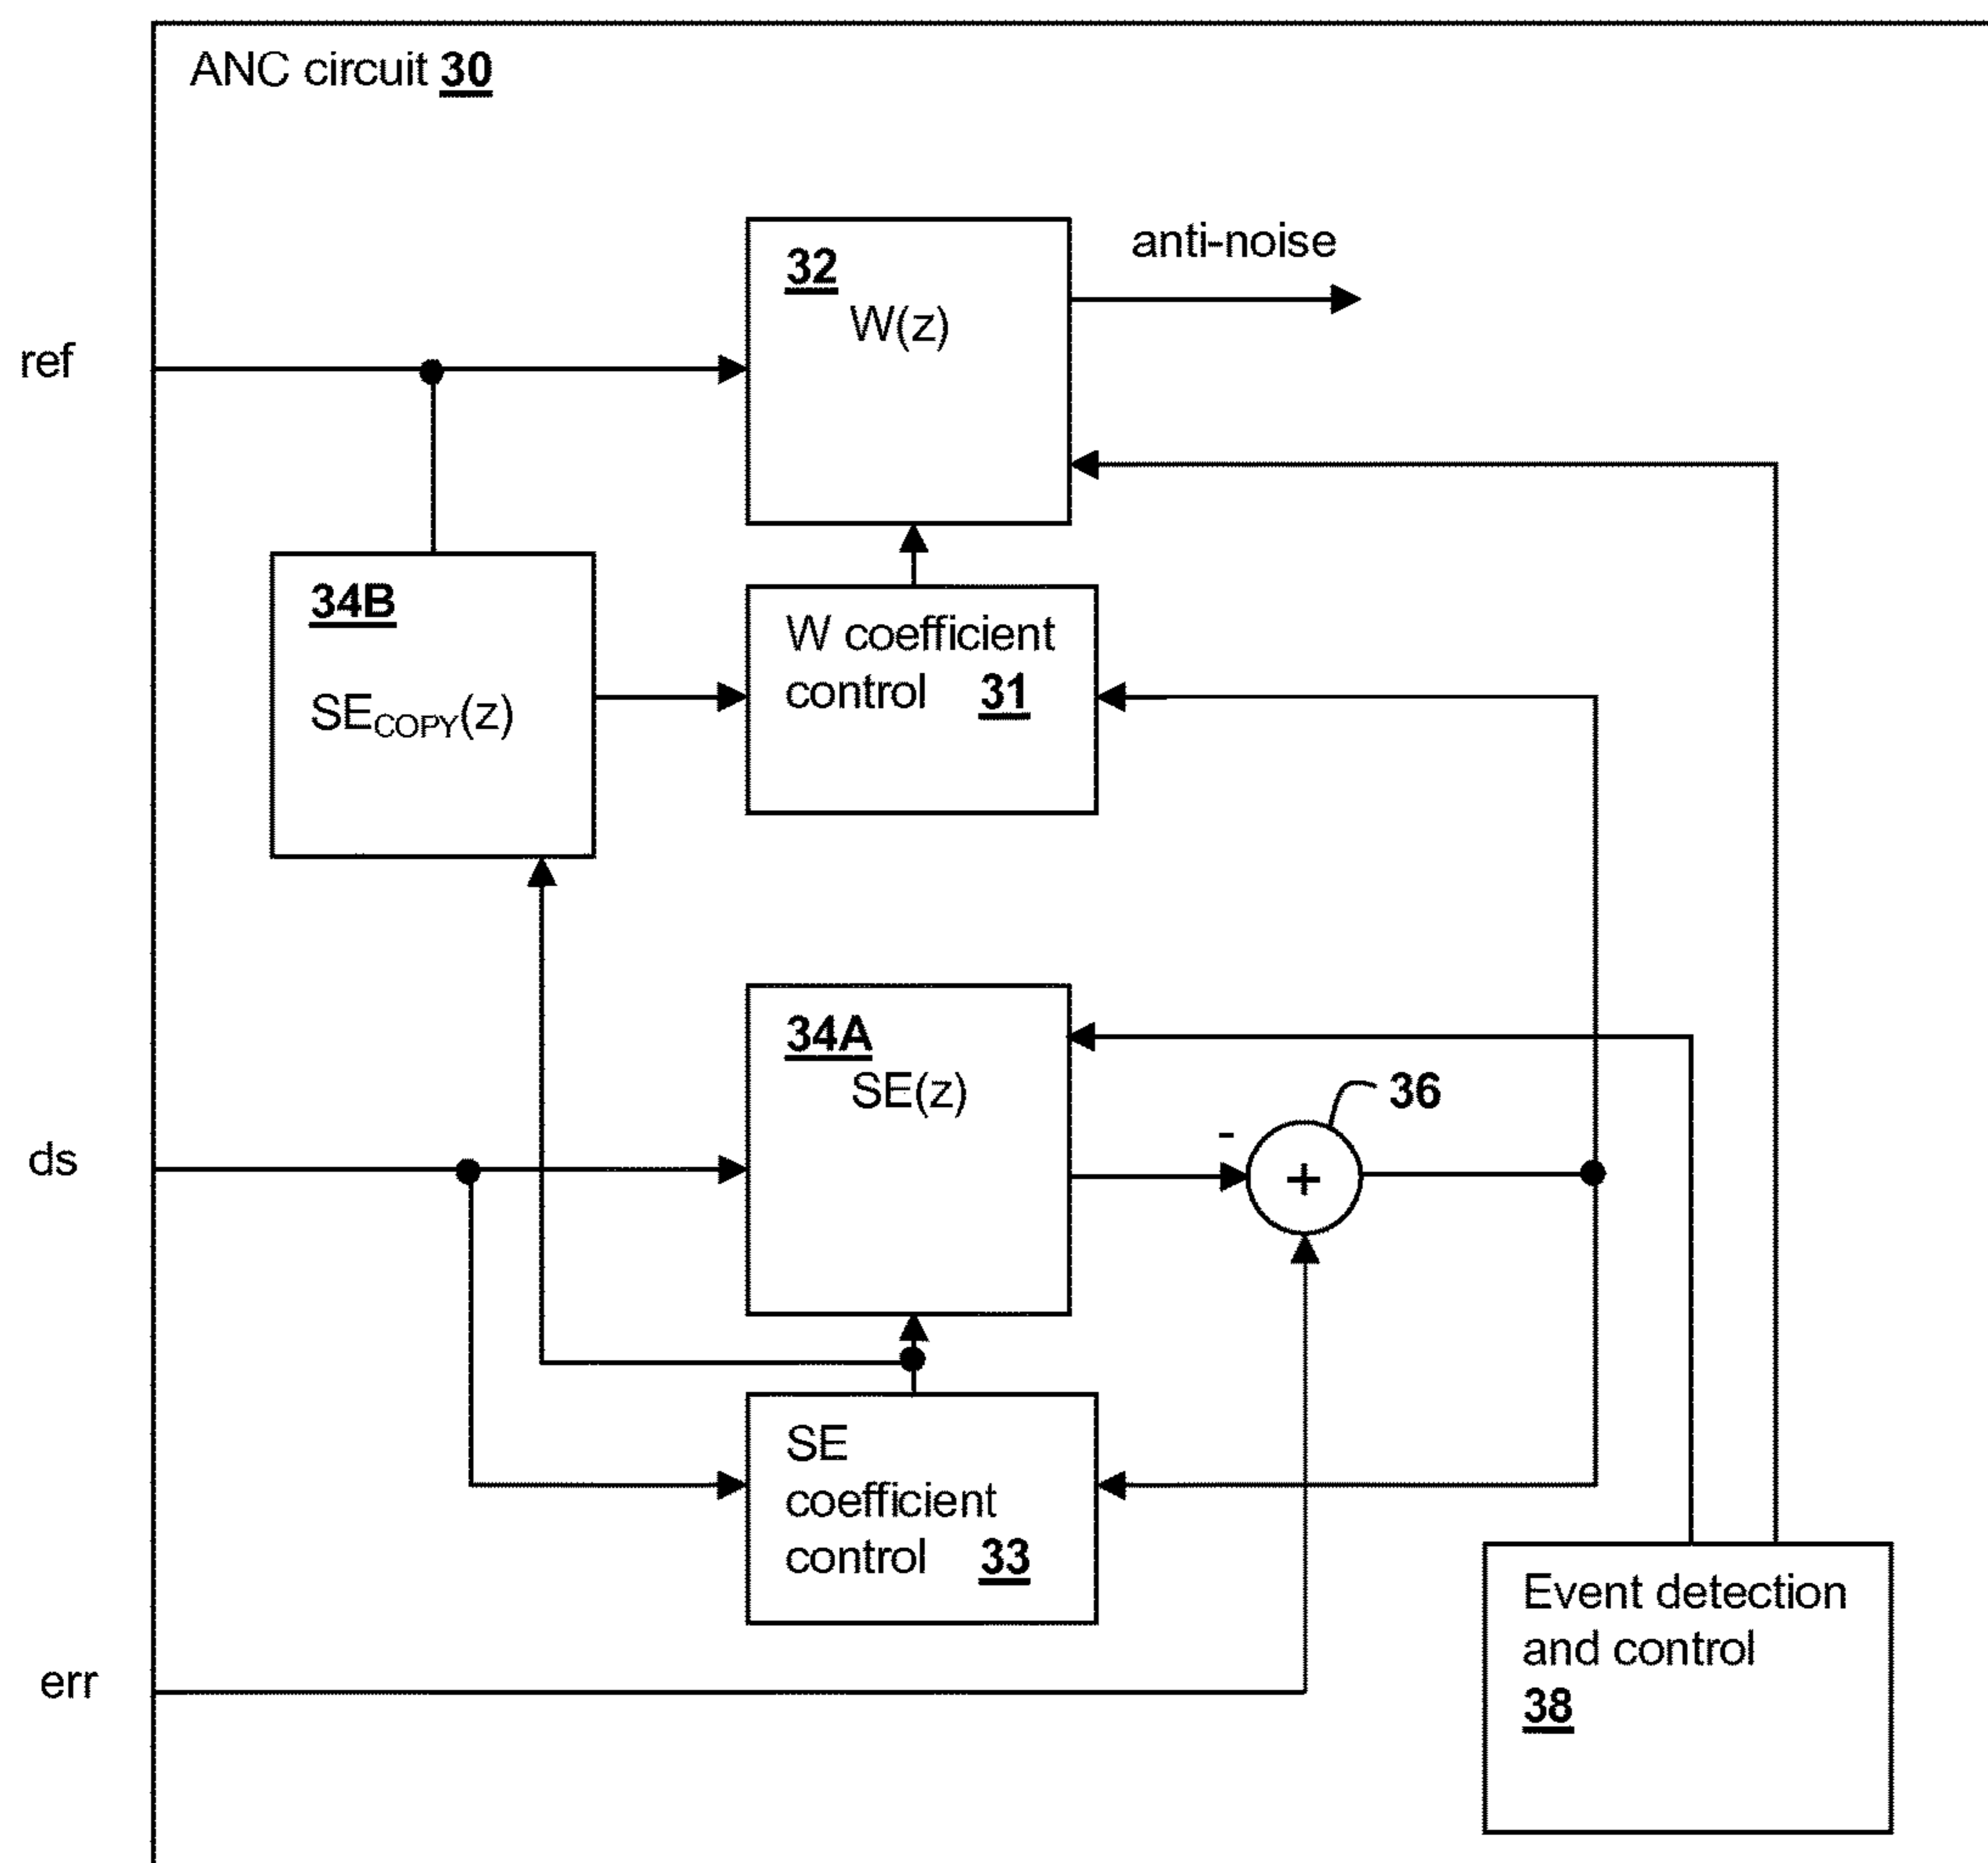 ANC circuit 30
anti-noise
32
W(z)
ref
34B
SECOPY(z)
W coefficient
control 31
34A
SE(z)
36
-
+
ds
SE
coefficient
control 33
Event detection
and control
38
err